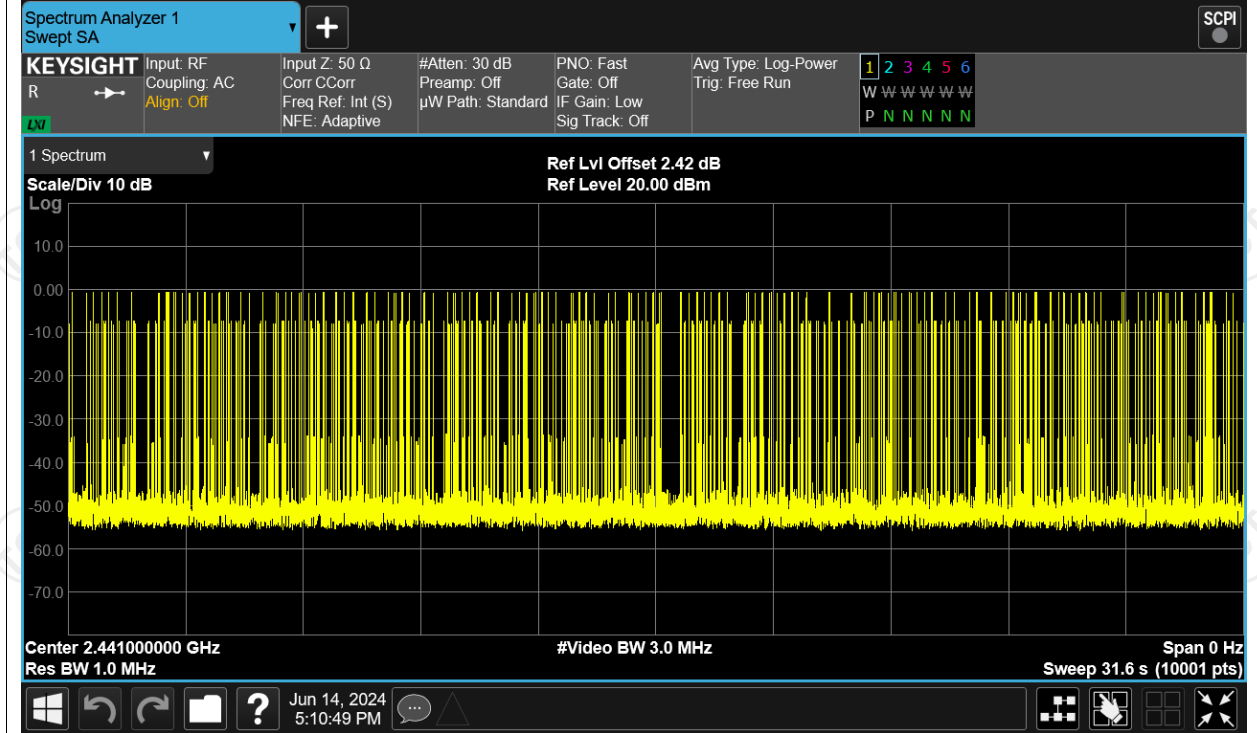 Spectrum Analyzer 1
Swept SA
+
SCPI
KEYSIGHT
R
LXI
Input: RF
Coupling: AC
Align: Off
Input Z: 50 Ω
Corr CCorr
Freq Ref: Int (S)
NFE: Adaptive
#Atten: 30 dB
Preamp: Off
µW Path: Standard
PNO: Fast
Gate: Off
IF Gain: Low
Sig Track: Off
Avg Type: Log-Power
Trig: Free Run
1 2 3 4 5 6
W W W W W W
P N N N N N
1 Spectrum
Scale/Div 10 dB
Ref Lvl Offset 2.42 dB
Ref Level 20.00 dBm
Log
10.0
0.00
-10.0
-20.0
-30.0
-40.0
-50.0
-60.0
-70.0
Center 2.441000000 GHz
Res BW 1.0 MHz
#Video BW 3.0 MHz
Span 0 Hz
Sweep 31.6 s (10001 pts)
?
Jun 14, 2024
5:10:49 PM